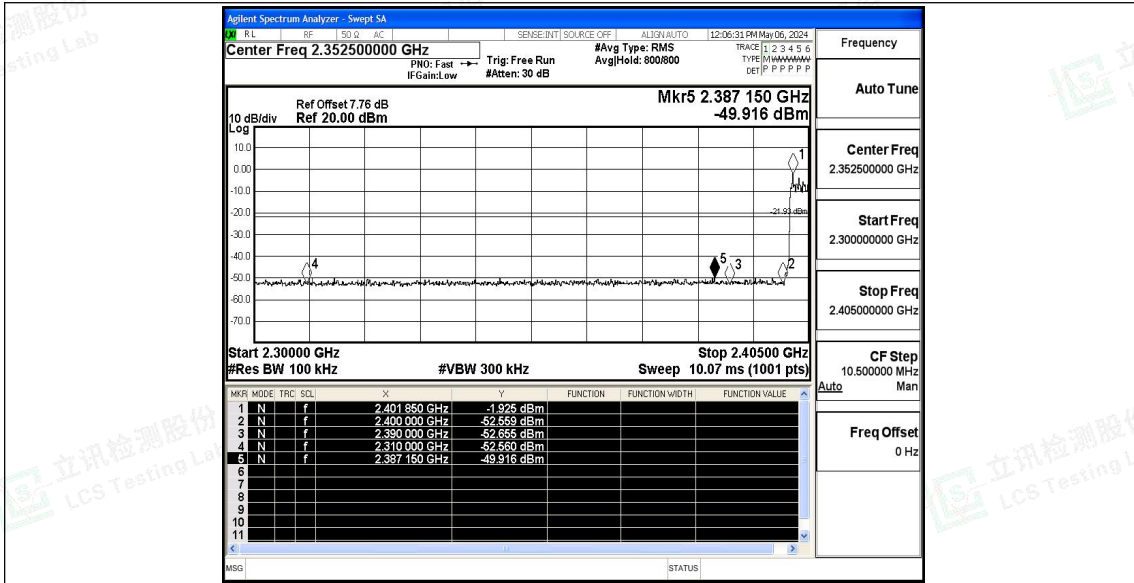 Agilent Spectrum Analyzer - Swept SA
LXI RL RF 50 Ω AC SENSE:INT SOURCE OFF ALIGN AUTO 12:06:31 PM May 06, 2024
Center Freq 2.352500000 GHz
PNO: Fast
IFGain:Low
Trig: Free Run
#Atten: 30 dB
#Avg Type: RMS
Avg|Hold: 800/800
TRACE 1 2 3 4 5 6
TYPE M WWWWW
DET P P P P P P
Ref Offset 7.76 dB
10 dB/div Ref 20.00 dBm
Log
Mkr5 2.387 150 GHz
-49.916 dBm
10.0
0.00
-10.0
-20.0
-30.0
-40.0
-50.0
-60.0
-70.0
1
-21.93 dBm
4
5
3
2
Start 2.30000 GHz Stop 2.40500 GHz
#Res BW 100 kHz #VBW 300 kHz Sweep 10.07 ms (1001 pts)
MKR MODE TRC SCL X Y FUNCTION FUNCTION WIDTH FUNCTION VALUE
1 N f 2.401 850 GHz -1.925 dBm
2 N f 2.400 000 GHz -52.559 dBm
3 N f 2.390 000 GHz -52.655 dBm
4 N f 2.310 000 GHz -52.560 dBm
5 N f 2.387 150 GHz -49.916 dBm
6
7
8
9
10
11
MSG STATUS
Frequency
Auto Tune
Center Freq
2.352500000 GHz
Start Freq
2.300000000 GHz
Stop Freq
2.405000000 GHz
CF Step
10.500000 MHz
Auto Man
Freq Offset
0 Hz
立讯检测股份
LCS Testing Lab
立讯检测股份
LCS Testing L